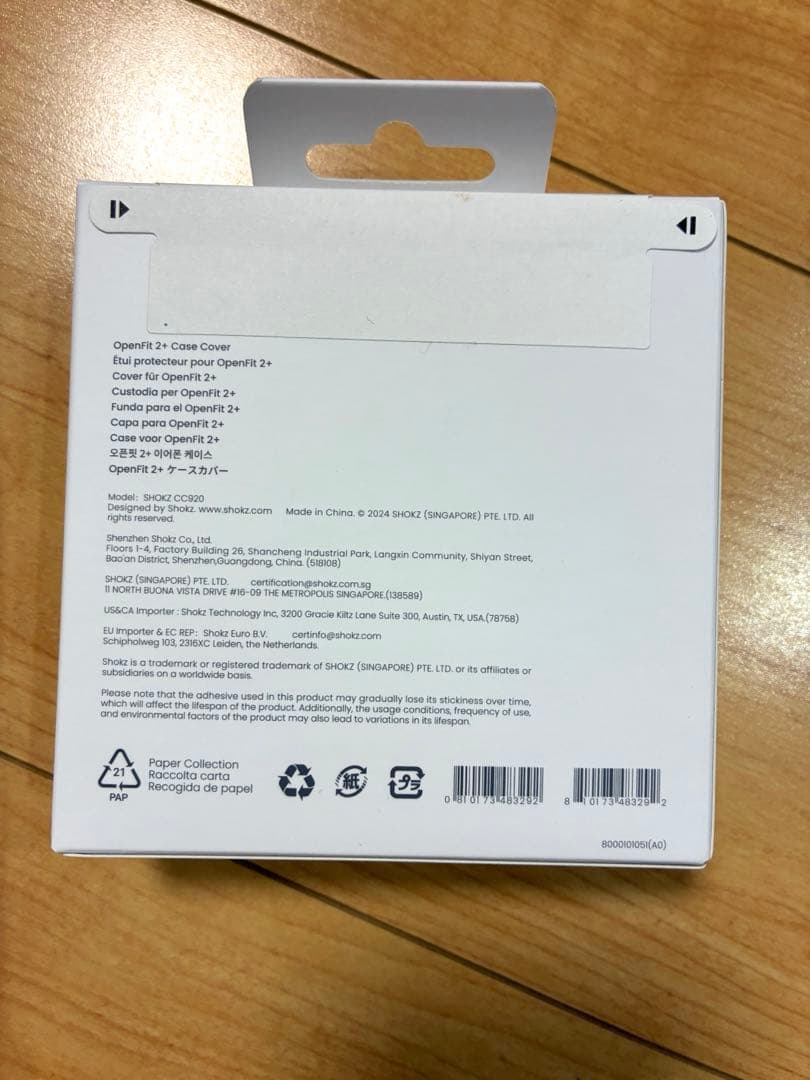 OpenFit 2+ Case Cover
Étui protecteur pour OpenFit 2+
Cover für OpenFit 2+
Custodia per OpenFit 2+
Funda para el OpenFit 2+
Capa para OpenFit 2+
Case voor OpenFit 2+
오픈핏 2+ 이어폰 케이스
OpenFit 2+ ケースカバー
Model: SHOKZ CC920
Designed by Shokz. www.shokz.com Made in China. © 2024 SHOKZ (SINGAPORE) PTE. LTD. All
rights reserved.
Shenzhen Shokz Co., Ltd.
Floors 1-4, Factory Building 26, Shancheng Industrial Park, Langxin Community, Shiyan Street,
Bao'an District, Shenzhen,Guangdong, China. (518108)
SHOKZ (SINGAPORE) PTE. LTD. certification@shokz.com.sg
11 NORTH BUONA VISTA DRIVE #16-09 THE METROPOLIS SINGAPORE.(138589)
US&CA Importer : Shokz Technology Inc, 3200 Gracie Kiltz Lane Suite 300, Austin, TX, USA.(78758)
EU Importer & EC REP: Shokz Euro B.V. certinfo@shokz.com
Schipholweg 103, 2316XC Leiden, the Netherlands.
Shokz is a trademark or registered trademark of SHOKZ (SINGAPORE) PTE. LTD. or its affiliates or
subsidiaries on a worldwide basis.
Please note that the adhesive used in this product may gradually lose its stickiness over time,
which will affect the lifespan of the product. Additionally, the usage conditions, frequency of use,
and environmental factors of the product may also lead to variations in its lifespan.
21
PAP
Paper Collection
Raccolta carta
Recogida de papel
紙
プラ
0 810173 483292
8 10173 48329 2
8000101051(A0)